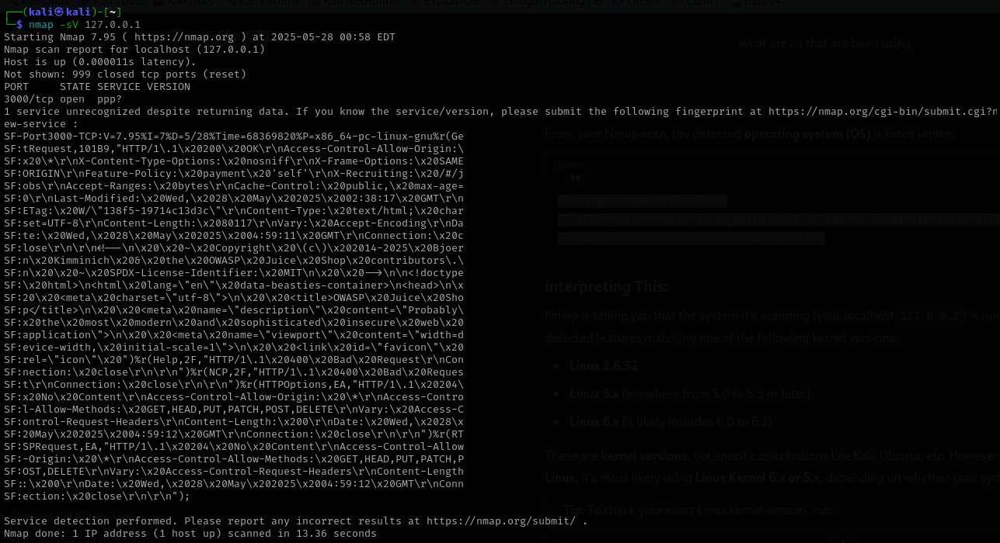 ┌──(kali㉿kali)-[~]
└─$ nmap -sV 127.0.0.1
Starting Nmap 7.95 ( https://nmap.org ) at 2025-05-28 00:58 EDT
Nmap scan report for localhost (127.0.0.1)
Host is up (0.000011s latency).
Not shown: 999 closed tcp ports (reset)
PORT     STATE SERVICE VERSION
3000/tcp open  ppp?
1 service unrecognized despite returning data. If you know the service/version, please submit the following fingerprint at https://nmap.org/cgi-bin/submit.cgi?n
ew-service :
SF-Port3000-TCP:V=7.95%I=7%D=5/28%Time=68369820%P=x86_64-pc-linux-gnu%r(Ge
SF:tRequest,101B9,"HTTP/1\.1\x20200\x20OK\r\nAccess-Control-Allow-Origin:\
SF:x20\*\r\nX-Content-Type-Options:\x20nosniff\r\nX-Frame-Options:\x20SAME
SF:ORIGIN\r\nFeature-Policy:\x20payment\x20'self'\r\nX-Recruiting:\x20/#/j
SF:obs\r\nAccept-Ranges:\x20bytes\r\nCache-Control:\x20public,\x20max-age=
SF:0\r\nLast-Modified:\x20Wed,\x2028\x20May\x202025\x2002:38:17\x20GMT\r\n
SF:ETag:\x20W/\"138f5-19714c13d3c\"\r\nContent-Type:\x20text/html;\x20char
SF:set=UTF-8\r\nContent-Length:\x2080117\r\nVary:\x20Accept-Encoding\r\nDa
SF:te:\x20Wed,\x2028\x20May\x202025\x2004:59:11\x20GMT\r\nConnection:\x20c
SF:lose\r\n\r\n<!--\n\x20\x20~\x20Copyright\x20\(c\)\x202014-2025\x20Bjoer
SF:n\x20Kimminich\x20&\x20the\x20OWASP\x20Juice\x20Shop\x20contributors\.\
SF:n\x20\x20~\x20SPDX-License-Identifier:\x20MIT\n\x20\x20-->\n\n<!doctype
SF:\x20html>\n<html\x20lang=\"en\"\x20data-beasties-container>\n<head>\n\x
SF:20\x20<meta\x20charset=\"utf-8\">\n\x20\x20<title>OWASP\x20Juice\x20Sho
SF:p</title>\n\x20\x20<meta\x20name=\"description\"\x20content=\"Probably\
SF:x20the\x20most\x20modern\x20and\x20sophisticated\x20insecure\x20web\x20
SF:application\">\n\x20\x20<meta\x20name=\"viewport\"\x20content=\"width=d
SF:evice-width,\x20initial-scale=1\">\n\x20\x20<link\x20id=\"favicon\"\x20
SF:rel=\"icon\"\x20")%r(Help,2F,"HTTP/1\.1\x20400\x20Bad\x20Request\r\nCon
SF:nection:\x20close\r\n\r\n")%r(NCP,2F,"HTTP/1\.1\x20400\x20Bad\x20Reques
SF:t\r\nConnection:\x20close\r\n\r\n")%r(HTTPOptions,EA,"HTTP/1\.1\x20204\
SF:x20No\x20Content\r\nAccess-Control-Allow-Origin:\x20\*\r\nAccess-Contro
SF:l-Allow-Methods:\x20GET,HEAD,PUT,PATCH,POST,DELETE\r\nVary:\x20Access-C
SF:ontrol-Request-Headers\r\nContent-Length:\x200\r\nDate:\x20Wed,\x2028\x
SF:20May\x202025\x2004:59:12\x20GMT\r\nConnection:\x20close\r\n\r\n")%r(RT
SF:SPRequest,EA,"HTTP/1\.1\x20204\x20No\x20Content\r\nAccess-Control-Allow
SF:-Origin:\x20\*\r\nAccess-Control-Allow-Methods:\x20GET,HEAD,PUT,PATCH,P
SF:OST,DELETE\r\nVary:\x20Access-Control-Request-Headers\r\nContent-Length
SF::\x200\r\nDate:\x20Wed,\x2028\x20May\x202025\x2004:59:12\x20GMT\r\nConn
SF:ection:\x20close\r\n\r\n");
Service detection performed. Please report any incorrect results at https://nmap.org/submit/ .
Nmap done: 1 IP address (1 host up) scanned in 13.36 seconds
what are os that are been using
From your Nmap scan, the detected operating system (OS) is listed under:
Interpreting This:
Nmap is telling you that the system it's scanning (your localhost 127.0.0.1) is run
detected features matching one of the following kernel versions:
Linux 2.6.32
Linux 5.x (anywhere from 5.0 to 5.9 or later)
Linux 6.x (it likely includes 6.0 to 6.2)
These are kernel versions, not specific distributions like Kali, Ubuntu, etc. However,
Linux, it's most likely using Linux Kernel 6.x or 5.x, depending on whether your sys
Tip: To check your exact Linux kernel version, run: